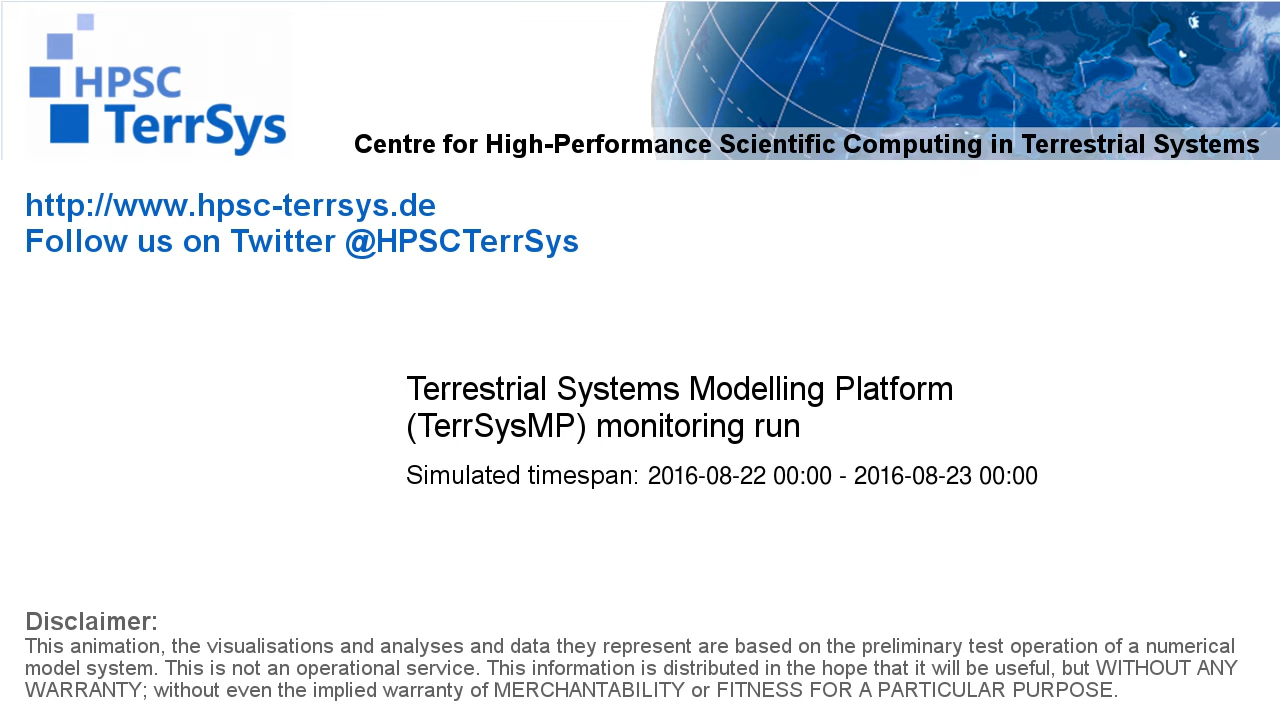 HPSC
TerrSys
Centre for High-Performance Scientific Computing in Terrestrial Systems
http://www.hpsc-terrsys.de
Follow us on Twitter @HPSCTerrSys
Terrestrial Systems Modelling Platform
(TerrSysMP) monitoring run
Simulated timespan: 2016-08-22 00:00 - 2016-08-23 00:00
Disclaimer:
This animation, the visualisations and analyses and data they represent are based on the preliminary test operation of a numerical
model system. This is not an operational service. This information is distributed in the hope that it will be useful, but WITHOUT ANY
WARRANTY; without even the implied warranty of MERCHANTABILITY or FITNESS FOR A PARTICULAR PURPOSE.